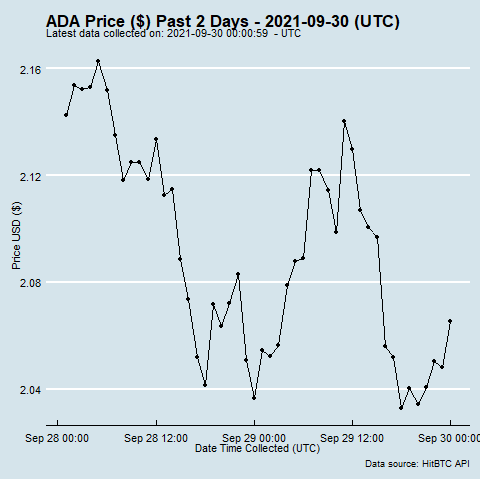 ADA Price ($) Past 2 Days - 2021-09-30 (UTC)
Latest data collected on: 2021-09-30 00:00:59 - UTC
2.16
2.12
2.08
2.04
Price USD ($)
Sep 28 00:00 Sep 28 12:00 Sep 29 00:00 Sep 29 12:00 Sep 30 00:00
Date Time Collected (UTC)
Data source: HitBTC API